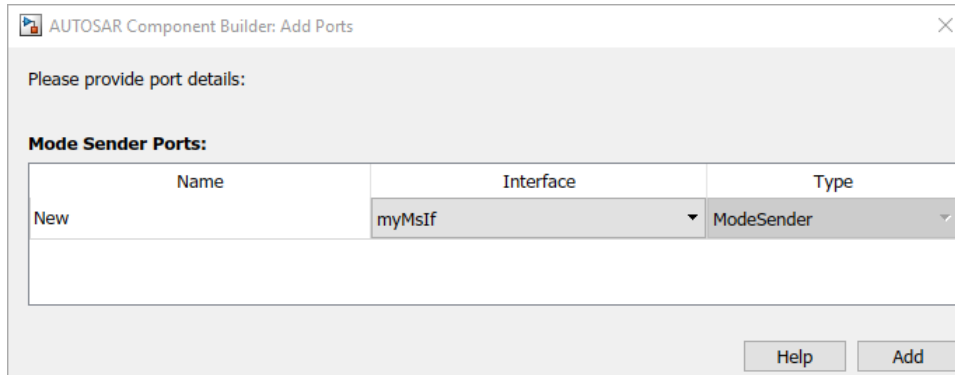 AUTOSAR Component Builder: Add Ports
Please provide port details:
Mode Sender Ports:
Name Interface Type
New myMsIf ModeSender
Help Add